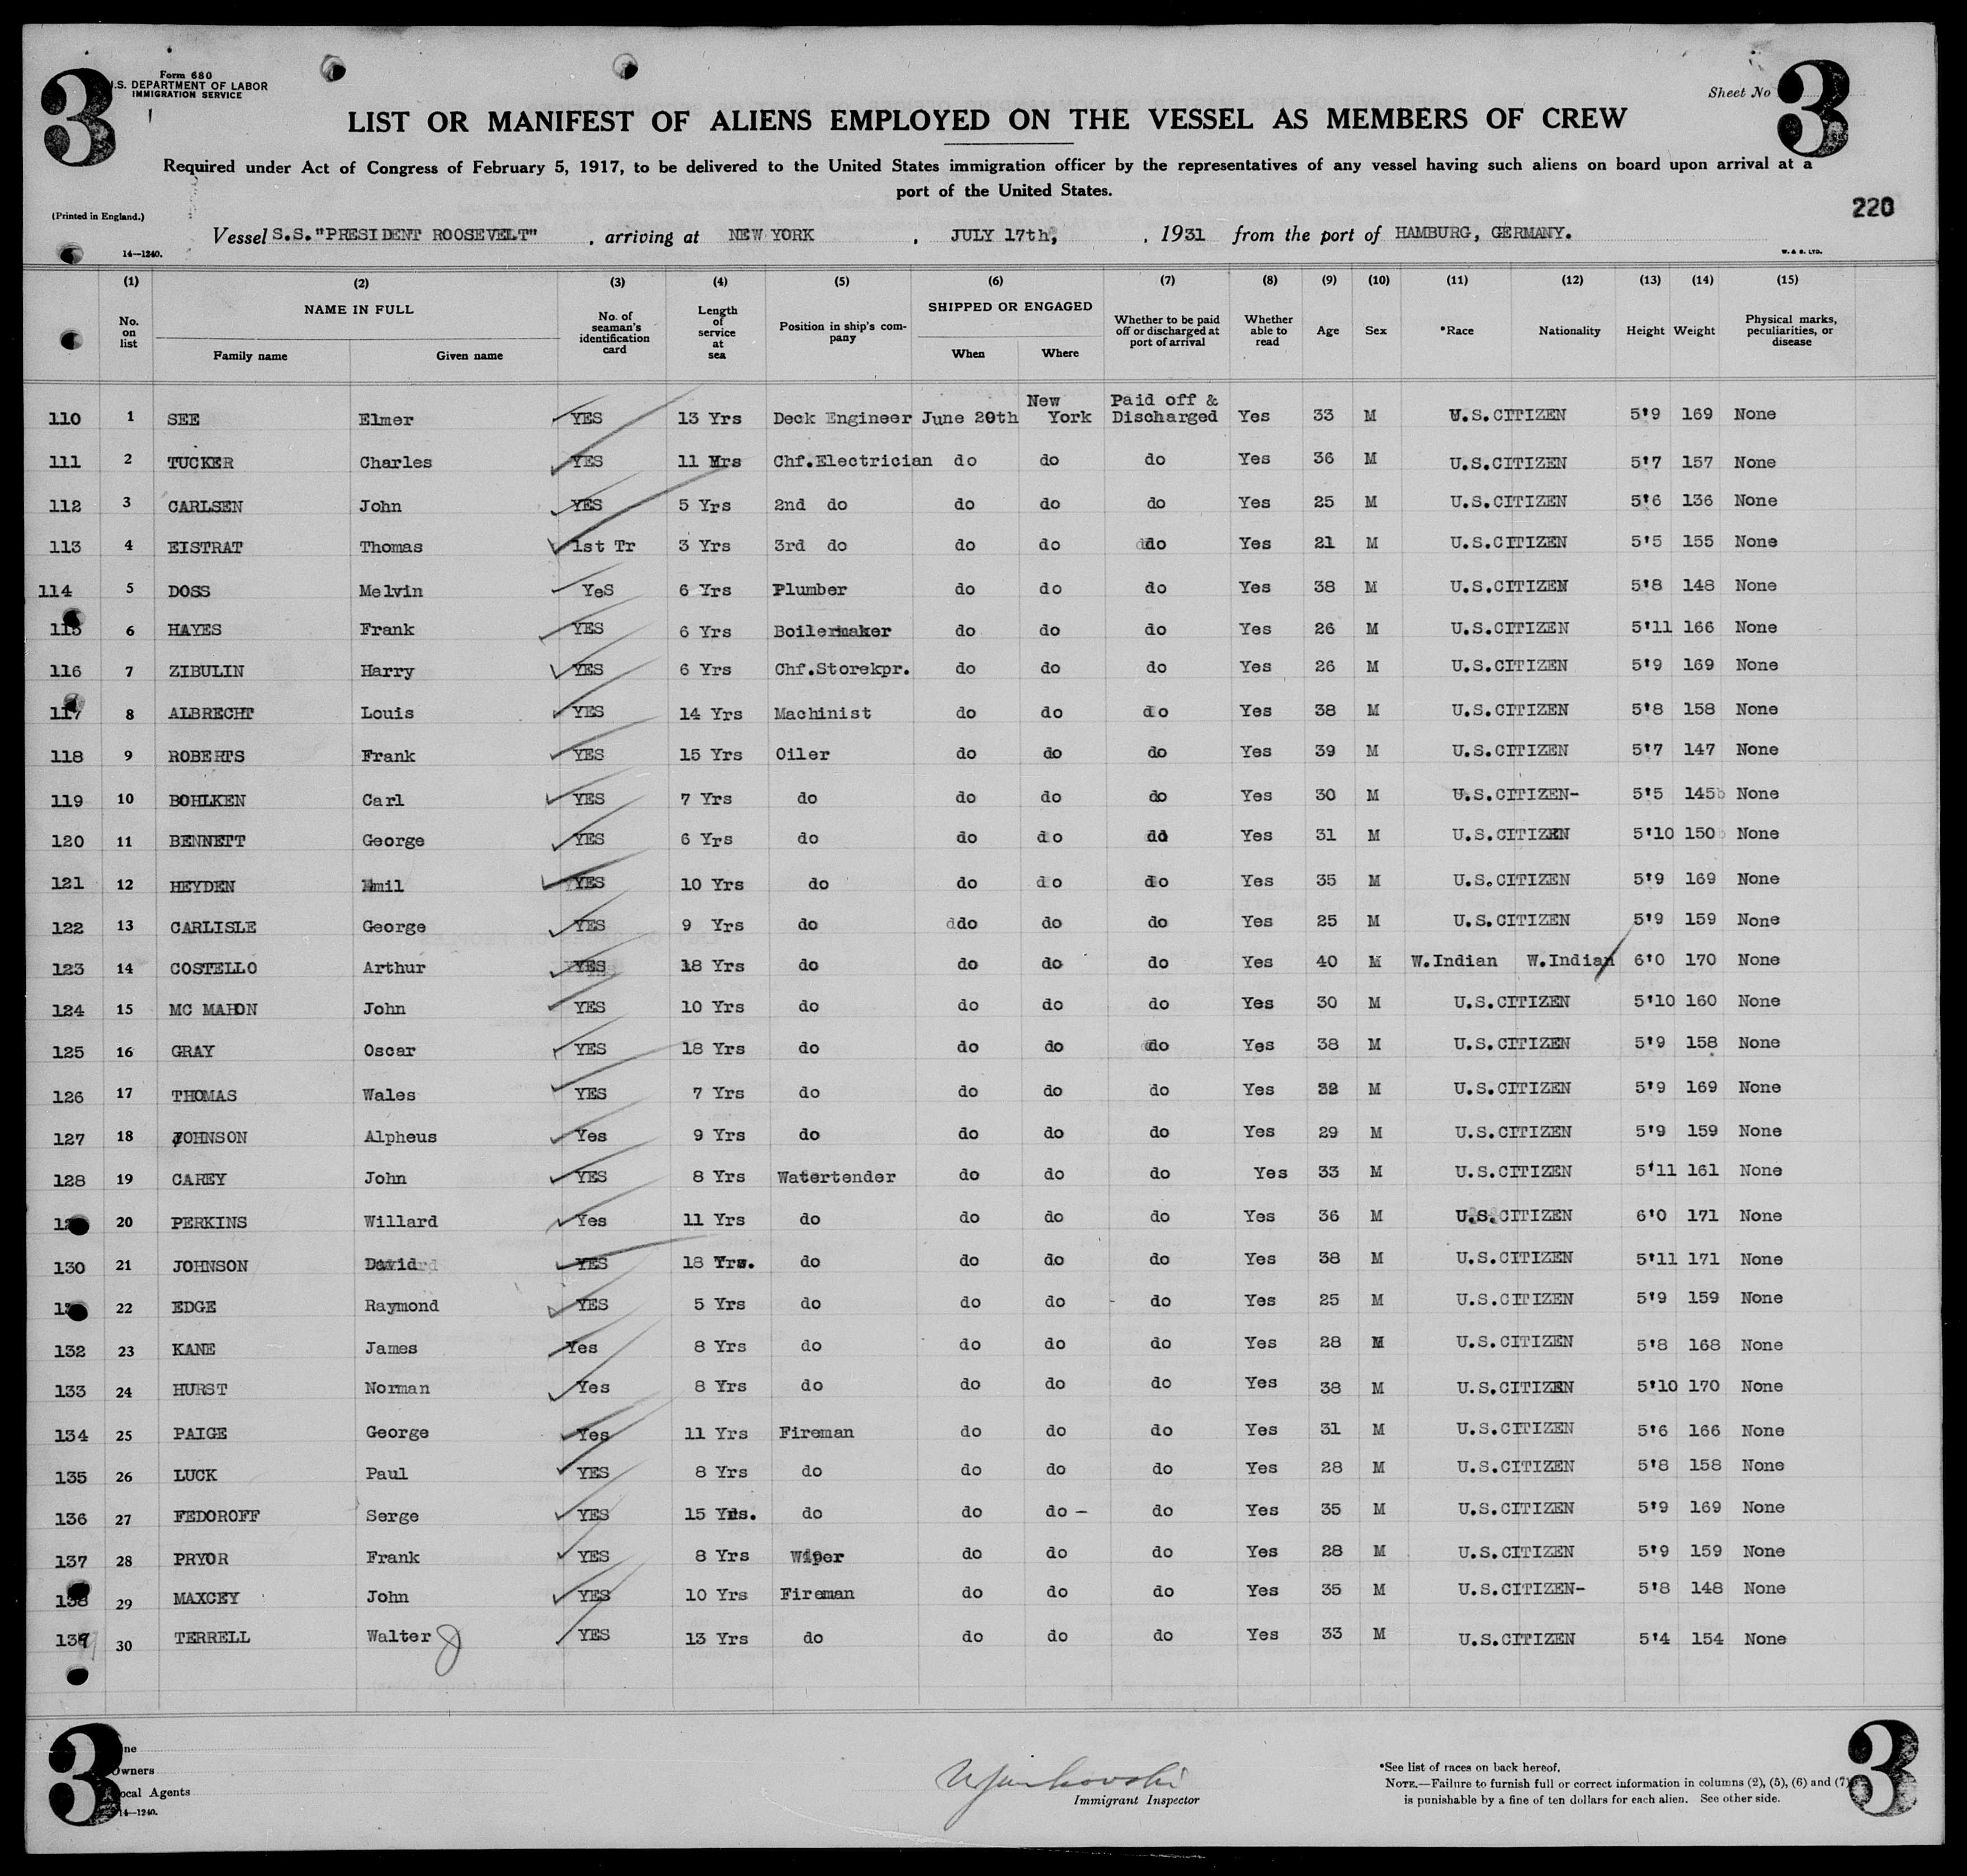 3
Form 680
U.S. DEPARTMENT OF LABOR
IMMIGRATION SERVICE
Sheet No 3
LIST OR MANIFEST OF ALIENS EMPLOYED ON THE VESSEL AS MEMBERS OF CREW
Required under Act of Congress of February 5, 1917, to be delivered to the United States immigration officer by the representatives of any vessel having such aliens on board upon arrival at a
port of the United States.
(Printed in England.)
220
Vessel S.S."PRESIDENT ROOSEVELT" , arriving at NEW YORK , JULY 17th, , 1931 from the port of HAMBURG, GERMANY.
14—1240.
W. & S. LTD.
(1) (2) (3) (4) (5) (6) (7) (8) (9) (10) (11) (12) (13) (14) (15)
No. on list NAME IN FULL Family name Given name No. of seaman's identification card Length of service at sea Position in ship's company SHIPPED OR ENGAGED When Where Whether to be paid off or discharged at port of arrival Whether able to read Age Sex *Race Nationality Height Weight Physical marks, peculiarities, or disease
110 1 SEE Elmer YES 13 Yrs Deck Engineer June 20th New York Paid off & Discharged Yes 33 M U.S.CITIZEN 5'9 169 None
111 2 TUCKER Charles YES 11 Yrs Chf.Electrician do do do Yes 36 M U.S.CITIZEN 5'7 157 None
112 3 CARLSEN John YES 5 Yrs 2nd do do do do Yes 25 M U.S.CITIZEN 5'6 136 None
113 4 EISTRAT Thomas 1st Tr 3 Yrs 3rd do do do do Yes 21 M U.S.CITIZEN 5'5 155 None
114 5 DOSS Melvin YeS 6 Yrs Plumber do do do Yes 38 M U.S.CITIZEN 5'8 148 None
115 6 HAYES Frank YES 6 Yrs Boilermaker do do do Yes 26 M U.S.CITIZEN 5'11 166 None
116 7 ZIBULIN Harry YES 6 Yrs Chf.Storekpr. do do do Yes 26 M U.S.CITIZEN 5'9 169 None
117 8 ALBRECHT Louis YES 14 Yrs Machinist do do do Yes 38 M U.S.CITIZEN 5'8 158 None
118 9 ROBERTS Frank YES 15 Yrs Oiler do do do Yes 39 M U.S.CITIZEN 5'7 147 None
119 10 BOHLKEN Carl YES 7 Yrs do do do do Yes 30 M U.S.CITIZEN- 5'5 145 None
120 11 BENNETT George YES 6 Yrs do do do do Yes 31 M U.S.CITIZEN 5'10 150 None
121 12 HEYDEN Emil YES 10 Yrs do do do do Yes 35 M U.S.CITIZEN 5'9 169 None
122 13 CARLISLE George YES 9 Yrs do do do do Yes 25 M U.S.CITIZEN 5'9 159 None
123 14 COSTELLO Arthur YES 18 Yrs do do do do Yes 40 M W.Indian W.Indian 6'0 170 None
124 15 MC MAHON John YES 10 Yrs do do do do Yes 30 M U.S.CITIZEN 5'10 160 None
125 16 GRAY Oscar YES 18 Yrs do do do do Yes 38 M U.S.CITIZEN 5'9 158 None
126 17 THOMAS Wales YES 7 Yrs do do do do Yes 32 M U.S.CITIZEN 5'9 169 None
127 18 JOHNSON Alpheus Yes 9 Yrs do do do do Yes 29 M U.S.CITIZEN 5'9 159 None
128 19 CAREY John YES 8 Yrs Watertender do do do Yes 33 M U.S.CITIZEN 5'11 161 None
20 PERKINS Willard Yes 11 Yrs do do do do Yes 36 M U.S.CITIZEN 6'0 171 None
130 21 JOHNSON David YES 18 Yrs. do do do do Yes 38 M U.S.CITIZEN 5'11 171 None
22 EDGE Raymond YES 5 Yrs do do do do Yes 25 M U.S.CITIZEN 5'9 159 None
132 23 KANE James Yes 8 Yrs do do do do Yes 28 M U.S.CITIZEN 5'8 168 None
133 24 HURST Norman Yes 8 Yrs do do do do Yes 38 M U.S.CITIZEN 5'10 170 None
134 25 PAIGE George Yes 11 Yrs Fireman do do do Yes 31 M U.S.CITIZEN 5'6 166 None
135 26 LUCK Paul YES 8 Yrs do do do do Yes 28 M U.S.CITIZEN 5'8 158 None
136 27 FEDOROFF Serge YES 15 Yrs. do do do - do Yes 35 M U.S.CITIZEN 5'9 169 None
137 28 PRYOR Frank YES 8 Yrs Wiper do do do Yes 28 M U.S.CITIZEN 5'9 159 None
138 29 MAXCEY John YES 10 Yrs Fireman do do do Yes 35 M U.S.CITIZEN- 5'8 148 None
139 30 TERRELL Walter YES 13 Yrs do do do do Yes 33 M U.S.CITIZEN 5'4 154 None
3
Owners
Local Agents
14—1240.
Immigrant Inspector
*See list of races on back hereof.
NOTE.—Failure to furnish full or correct information in columns (2), (5), (6) and (7)
is punishable by a fine of ten dollars for each alien. See other side.
3